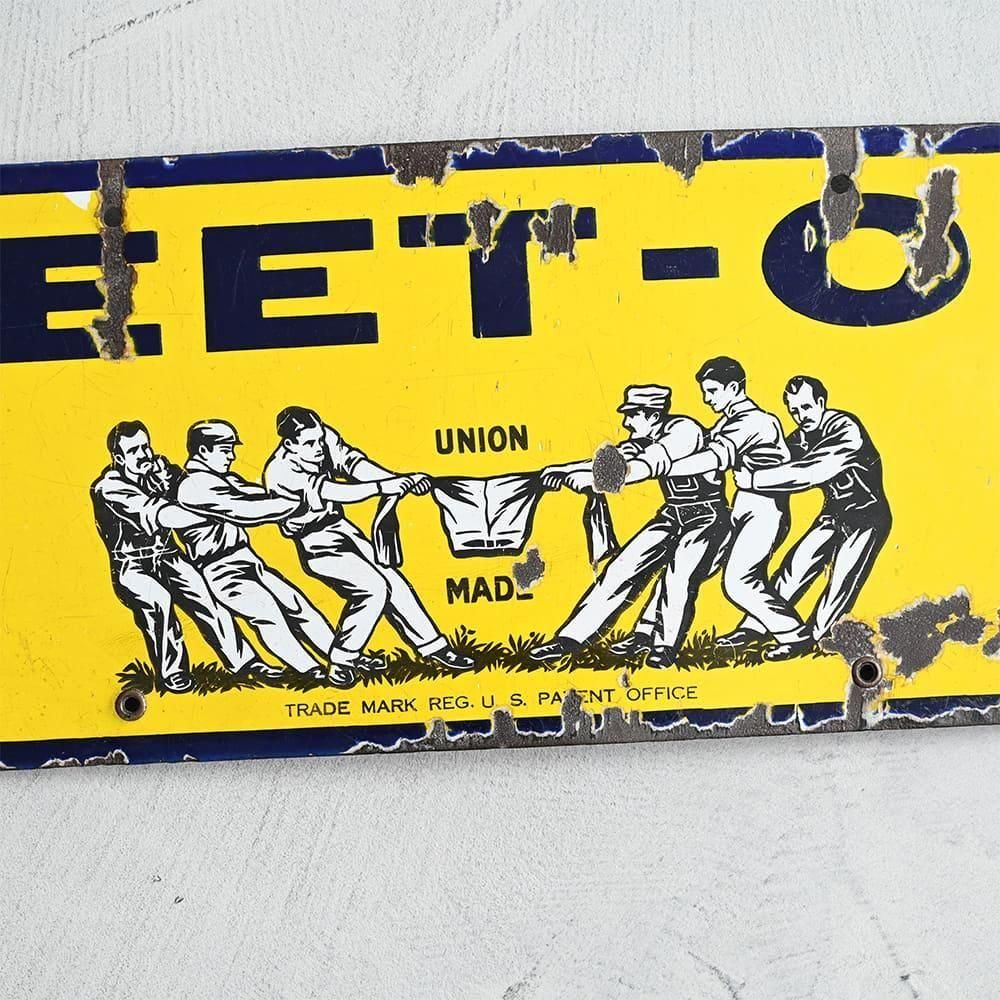 EET-O
UNION
MADE
TRADE MARK REG. U. S. PATENT OFFICE